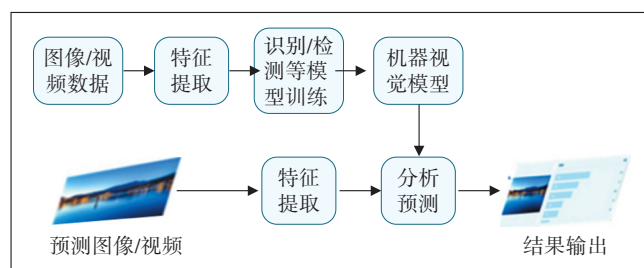 图像/视
频数据
特征
提取
识别/检
测等模
型训练
机器视
觉模型
特征
提取
分析
预测
预测图像/视频
结果输出